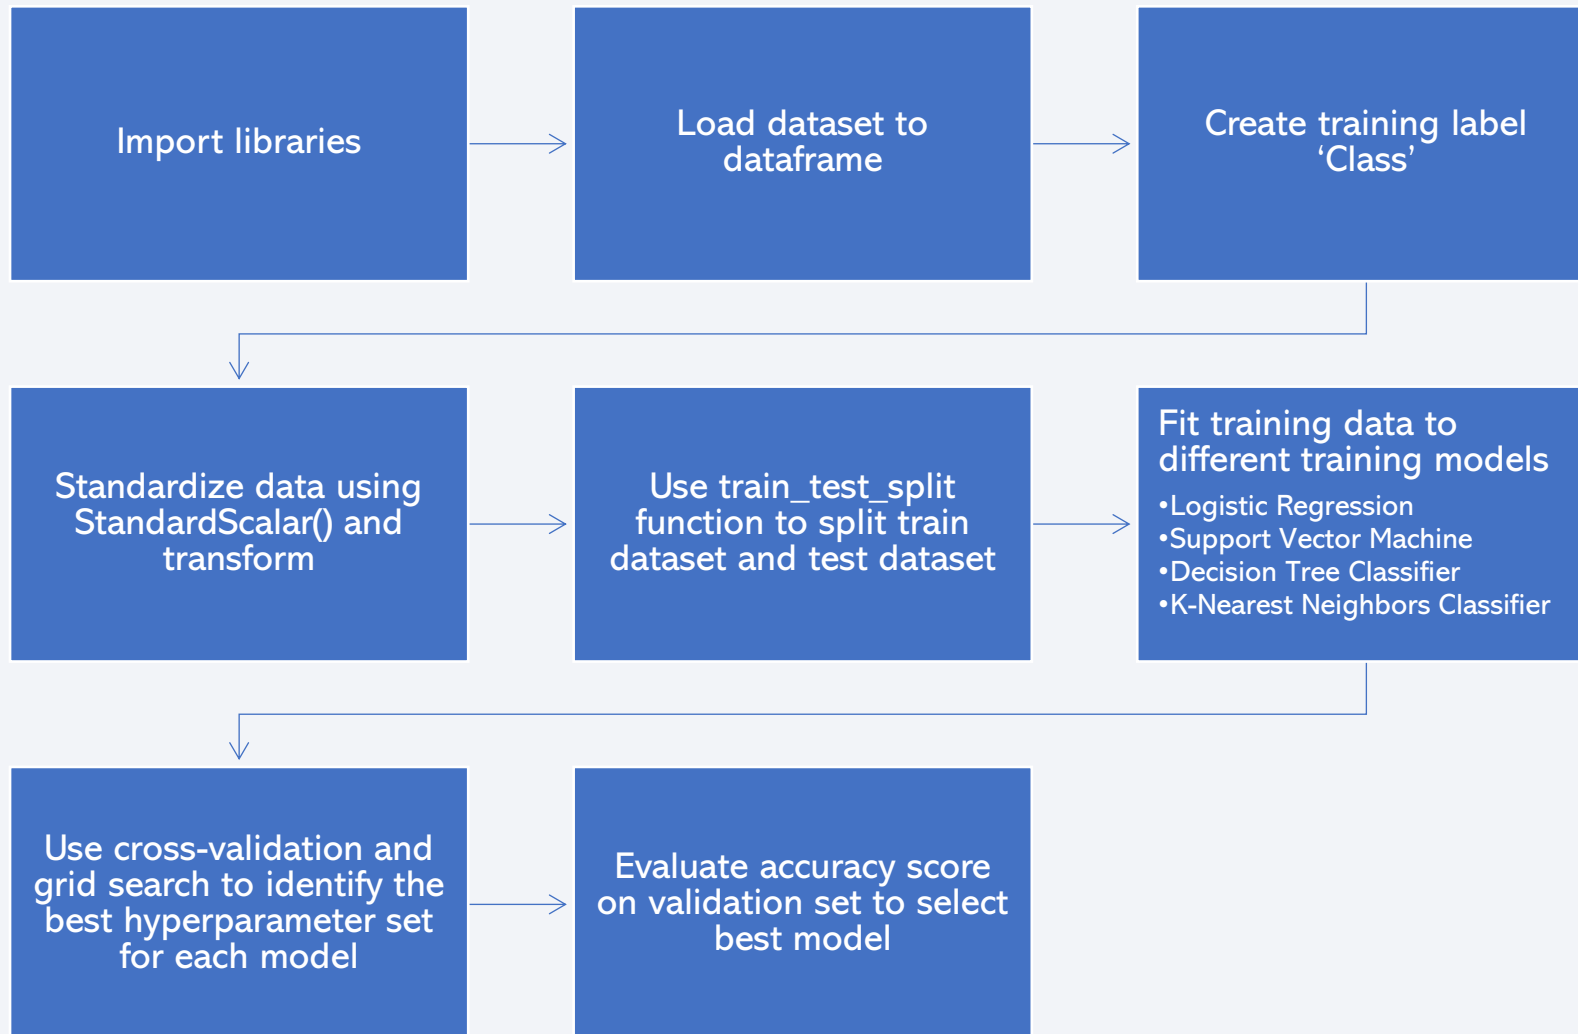 Import libraries
Load dataset to
dataframe
Create training label
‘Class’
Standardize data using
StandardScalar() and
transform
Use train_test_split
function to split train
dataset and test dataset
Fit training data to
different training models
•Logistic Regression
•Support Vector Machine
•Decision Tree Classifier
•K-Nearest Neighbors Classifier
Use cross-validation and
grid search to identify the
best hyperparameter set
for each model
Evaluate accuracy score
on validation set to select
best model